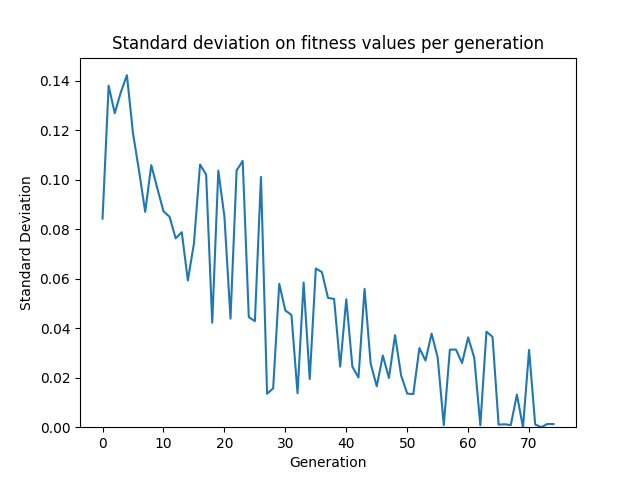 Standard deviation on fitness values per generation
0.14
0.12
0.10
0.08
0.06
0.04
0.02
0.00
Standard Deviation
0 10 20 30 40 50 60 70
Generation